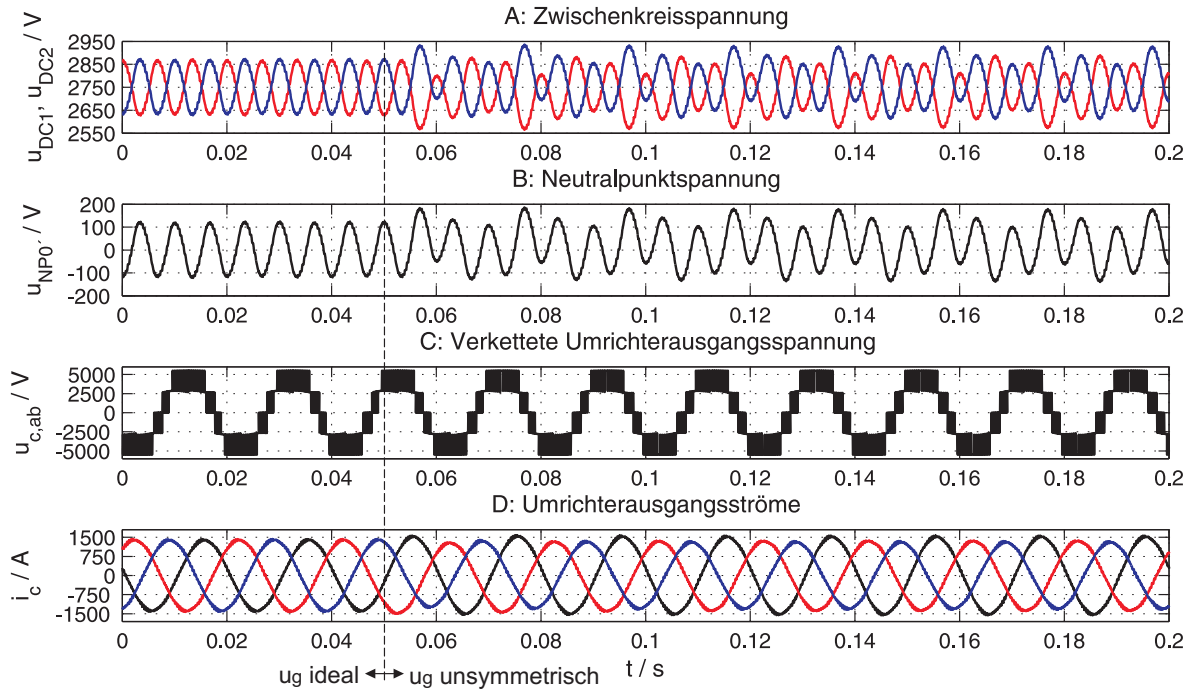 A: Zwischenkreisspannung
u_DC1, u_DC2 / V
2950
2850
2750
2650
2550
0 0.02 0.04 0.06 0.08 0.1 0.12 0.14 0.16 0.18 0.2
B: Neutralpunktspannung
u_NP0´ / V
200
100
0
-100
-200
0 0.02 0.04 0.06 0.08 0.1 0.12 0.14 0.16 0.18 0.2
C: Verkettete Umrichterausgangsspannung
u_c,ab / V
5000
2500
0
-2500
-5000
0 0.02 0.04 0.06 0.08 0.1 0.12 0.14 0.16 0.18 0.2
D: Umrichterausgangsströme
i_c / A
1500
750
0
-750
-1500
0 0.02 0.04 0.06 0.08 0.1 0.12 0.14 0.16 0.18 0.2
u_g ideal
u_g unsymmetrisch
t / s